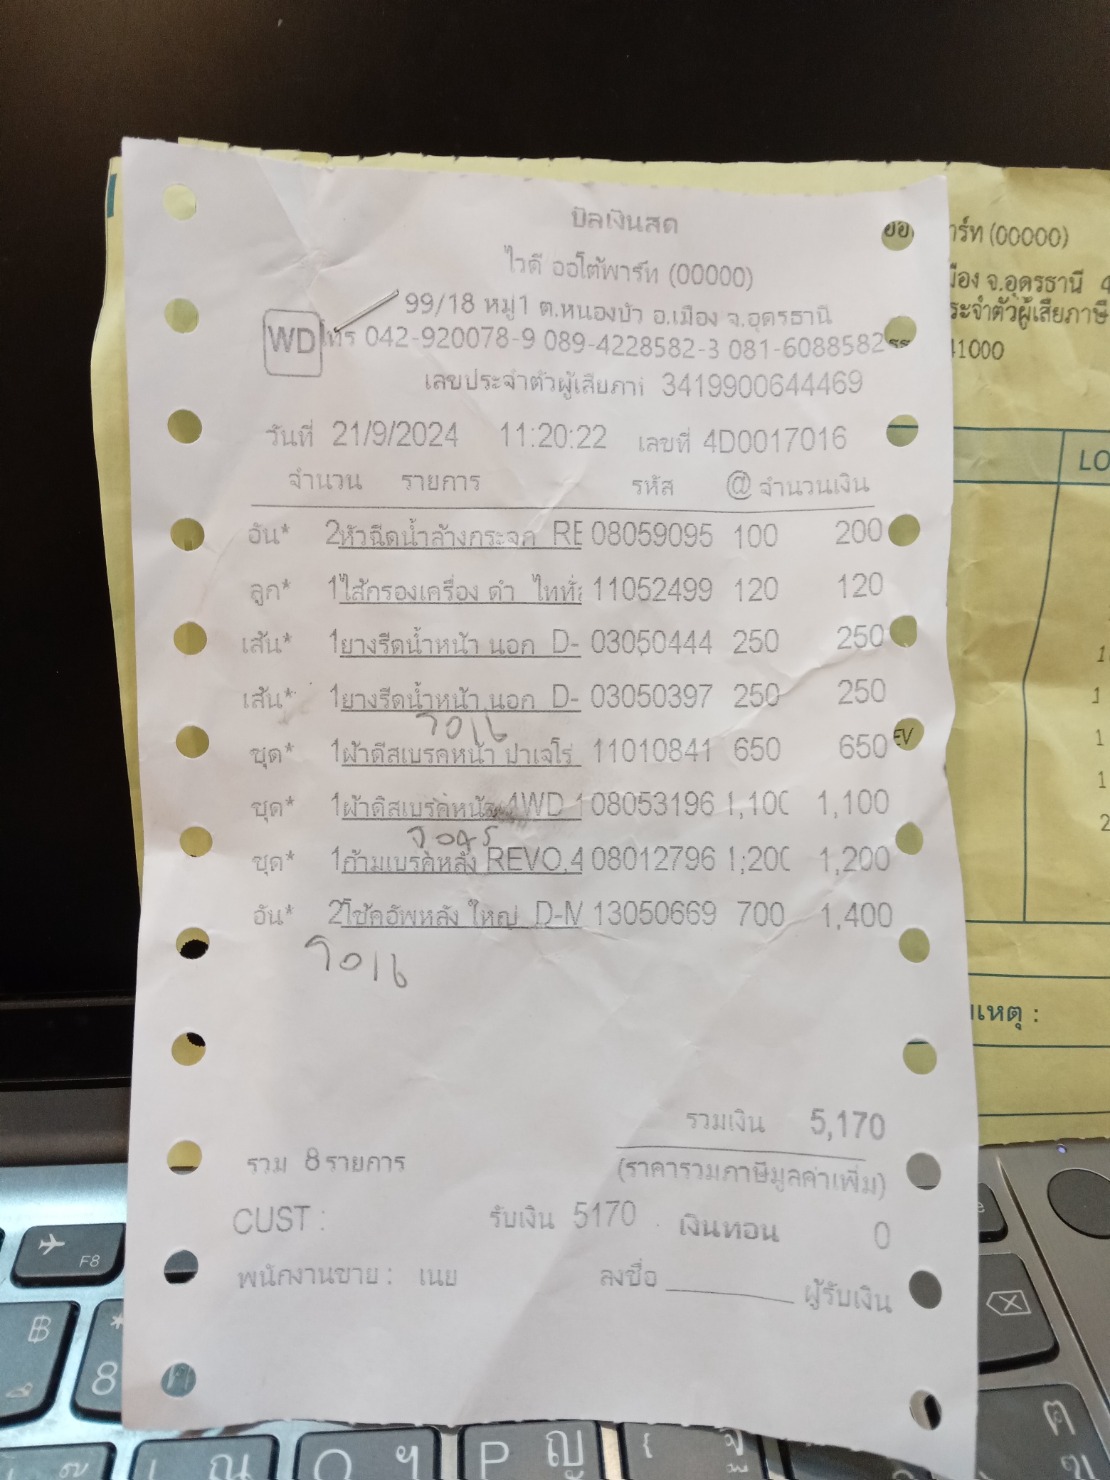 บิลเงินสด
ไวดี ออโต้พาร์ท (00000)
99/18 หมู่1 ต.หนองบัว อ.เมือง จ.อุดรธานี
WD
โทร 042-920078-9 089-4228582-3 081-6088582
เลขประจำตัวผู้เสียภา 3419900644469
วันที่ 21/9/2024 11:20:22 เลขที่ 4D0017016
จำนวน รายการ รหัส @ จำนวนเงิน
อัน* 2หัวฉีดน้ำล้างกระจก RE 08059095 100 200
ลูก* 1ไส้กรองเครื่อง ดำ ไททั่ 11052499 120 120
เส้น* 1ยางรีดน้ำหน้า นอก D- 03050444 250 250
เส้น* 1ยางรีดน้ำหน้า นอก D- 03050397 250 250
ชุด* 1ผ้าดิสเบรคหน้า ปาเจโร่ 11010841 650 650
ชุด* 1ผ้าดิสเบรคหน้า 4WD 1 08053196 1,100 1,100
ชุด* 1ก้ามเบรคหลัง REVO,4 08012796 1,200 1,200
อัน* 2โช้คอัพหลัง ใหญ่ D-M 13050669 700 1,400
รวมเงิน 5,170
รวม 8รายการ (ราคารวมภาษีมูลค่าเพิ่ม)
CUST : รับเงิน 5170 เงินทอน 0
พนักงานขาย : เนย ลงชื่อ ผู้รับเงิน
าร์ท (00000)
มือง จ.อุดรธานี 4
ระจำตัวผู้เสียภาษี
41000
LO
1
1
1
2
เหตุ :
F8
฿
*
8
ณ
O ฯ
P ญ
{ ฐ
ฅ